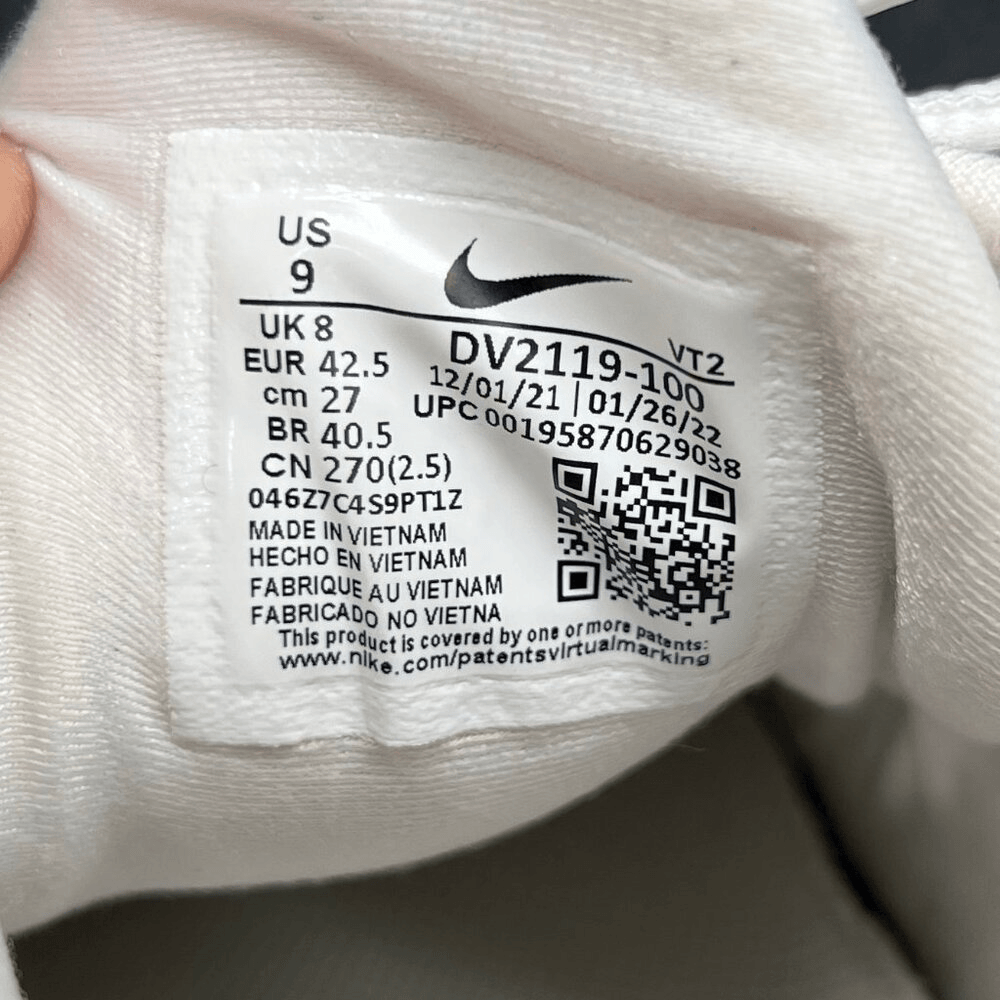 US
9
VT2
UK 8
DV2119-100
EUR 42.5
12/01/21 | 01/26/22
cm 27
UPC 00195870629038
BR 40.5
CN 270(2.5)
046Z7C4S9PT1Z
MADE IN VIETNAM
HECHO EN VIETNAM
FABRIQUE AU VIETNAM
FABRICADO NO VIETNA
This product is covered by one or more patents:
www.nike.com/patentsvirtualmarking